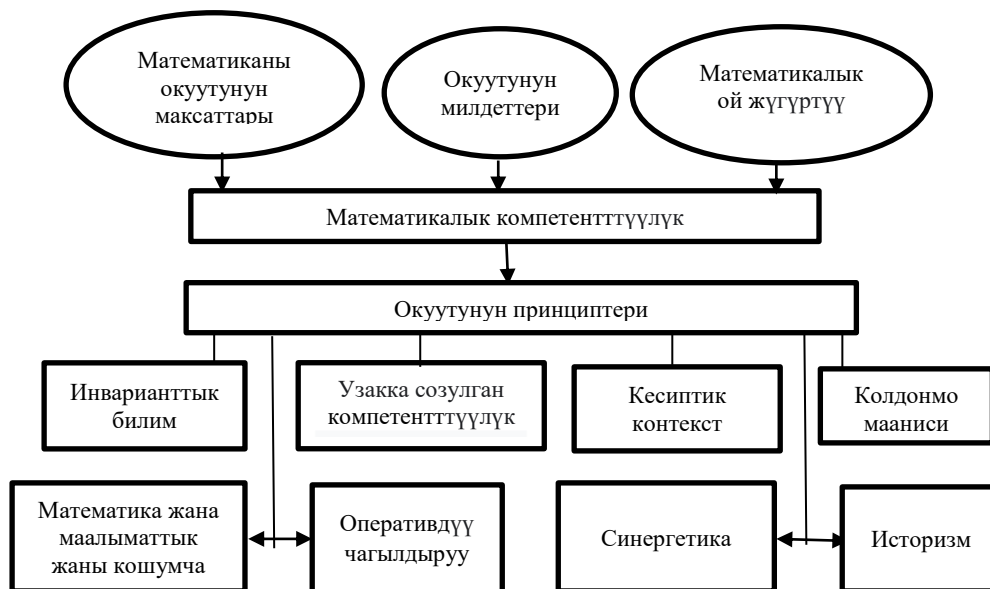 Математиканы
окуутунун
максаттары
Окуутунун
милдеттери
Математикалык
ой жүгүртүү
Математикалык компетентттүүлүк
Окуутунун принциптери
Инварианттык
билим
Узакка созулган
компетентттүүлүк
Кесиптик
контекст
Колдонмо
мааниси
Математика жана
маалыматтык
жаны кошумча
Оперативдүү
чагылдыруу
Синергетика
Историзм